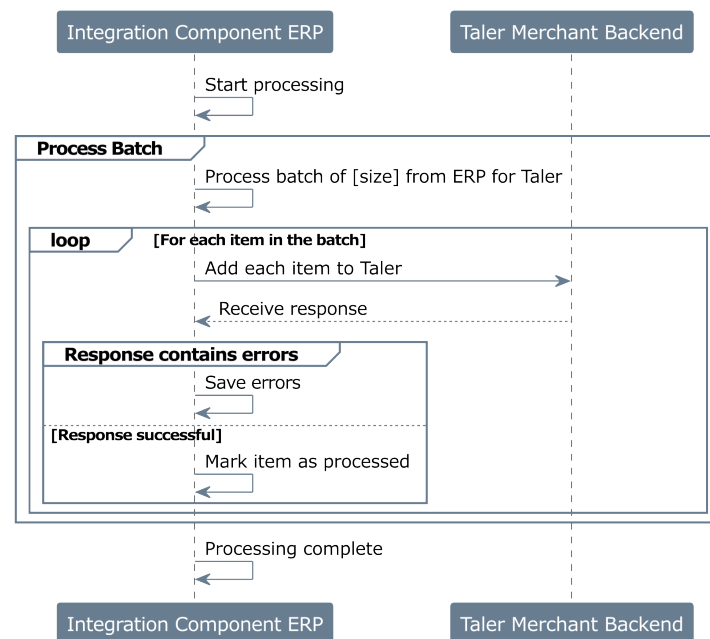 Integration Component ERP
Taler Merchant Backend
Start processing
Process Batch
Process batch of [size] from ERP for Taler
loop
[For each item in the batch]
Add each item to Taler
Receive response
Response contains errors
Save errors
[Response successful]
Mark item as processed
Processing complete
Integration Component ERP
Taler Merchant Backend